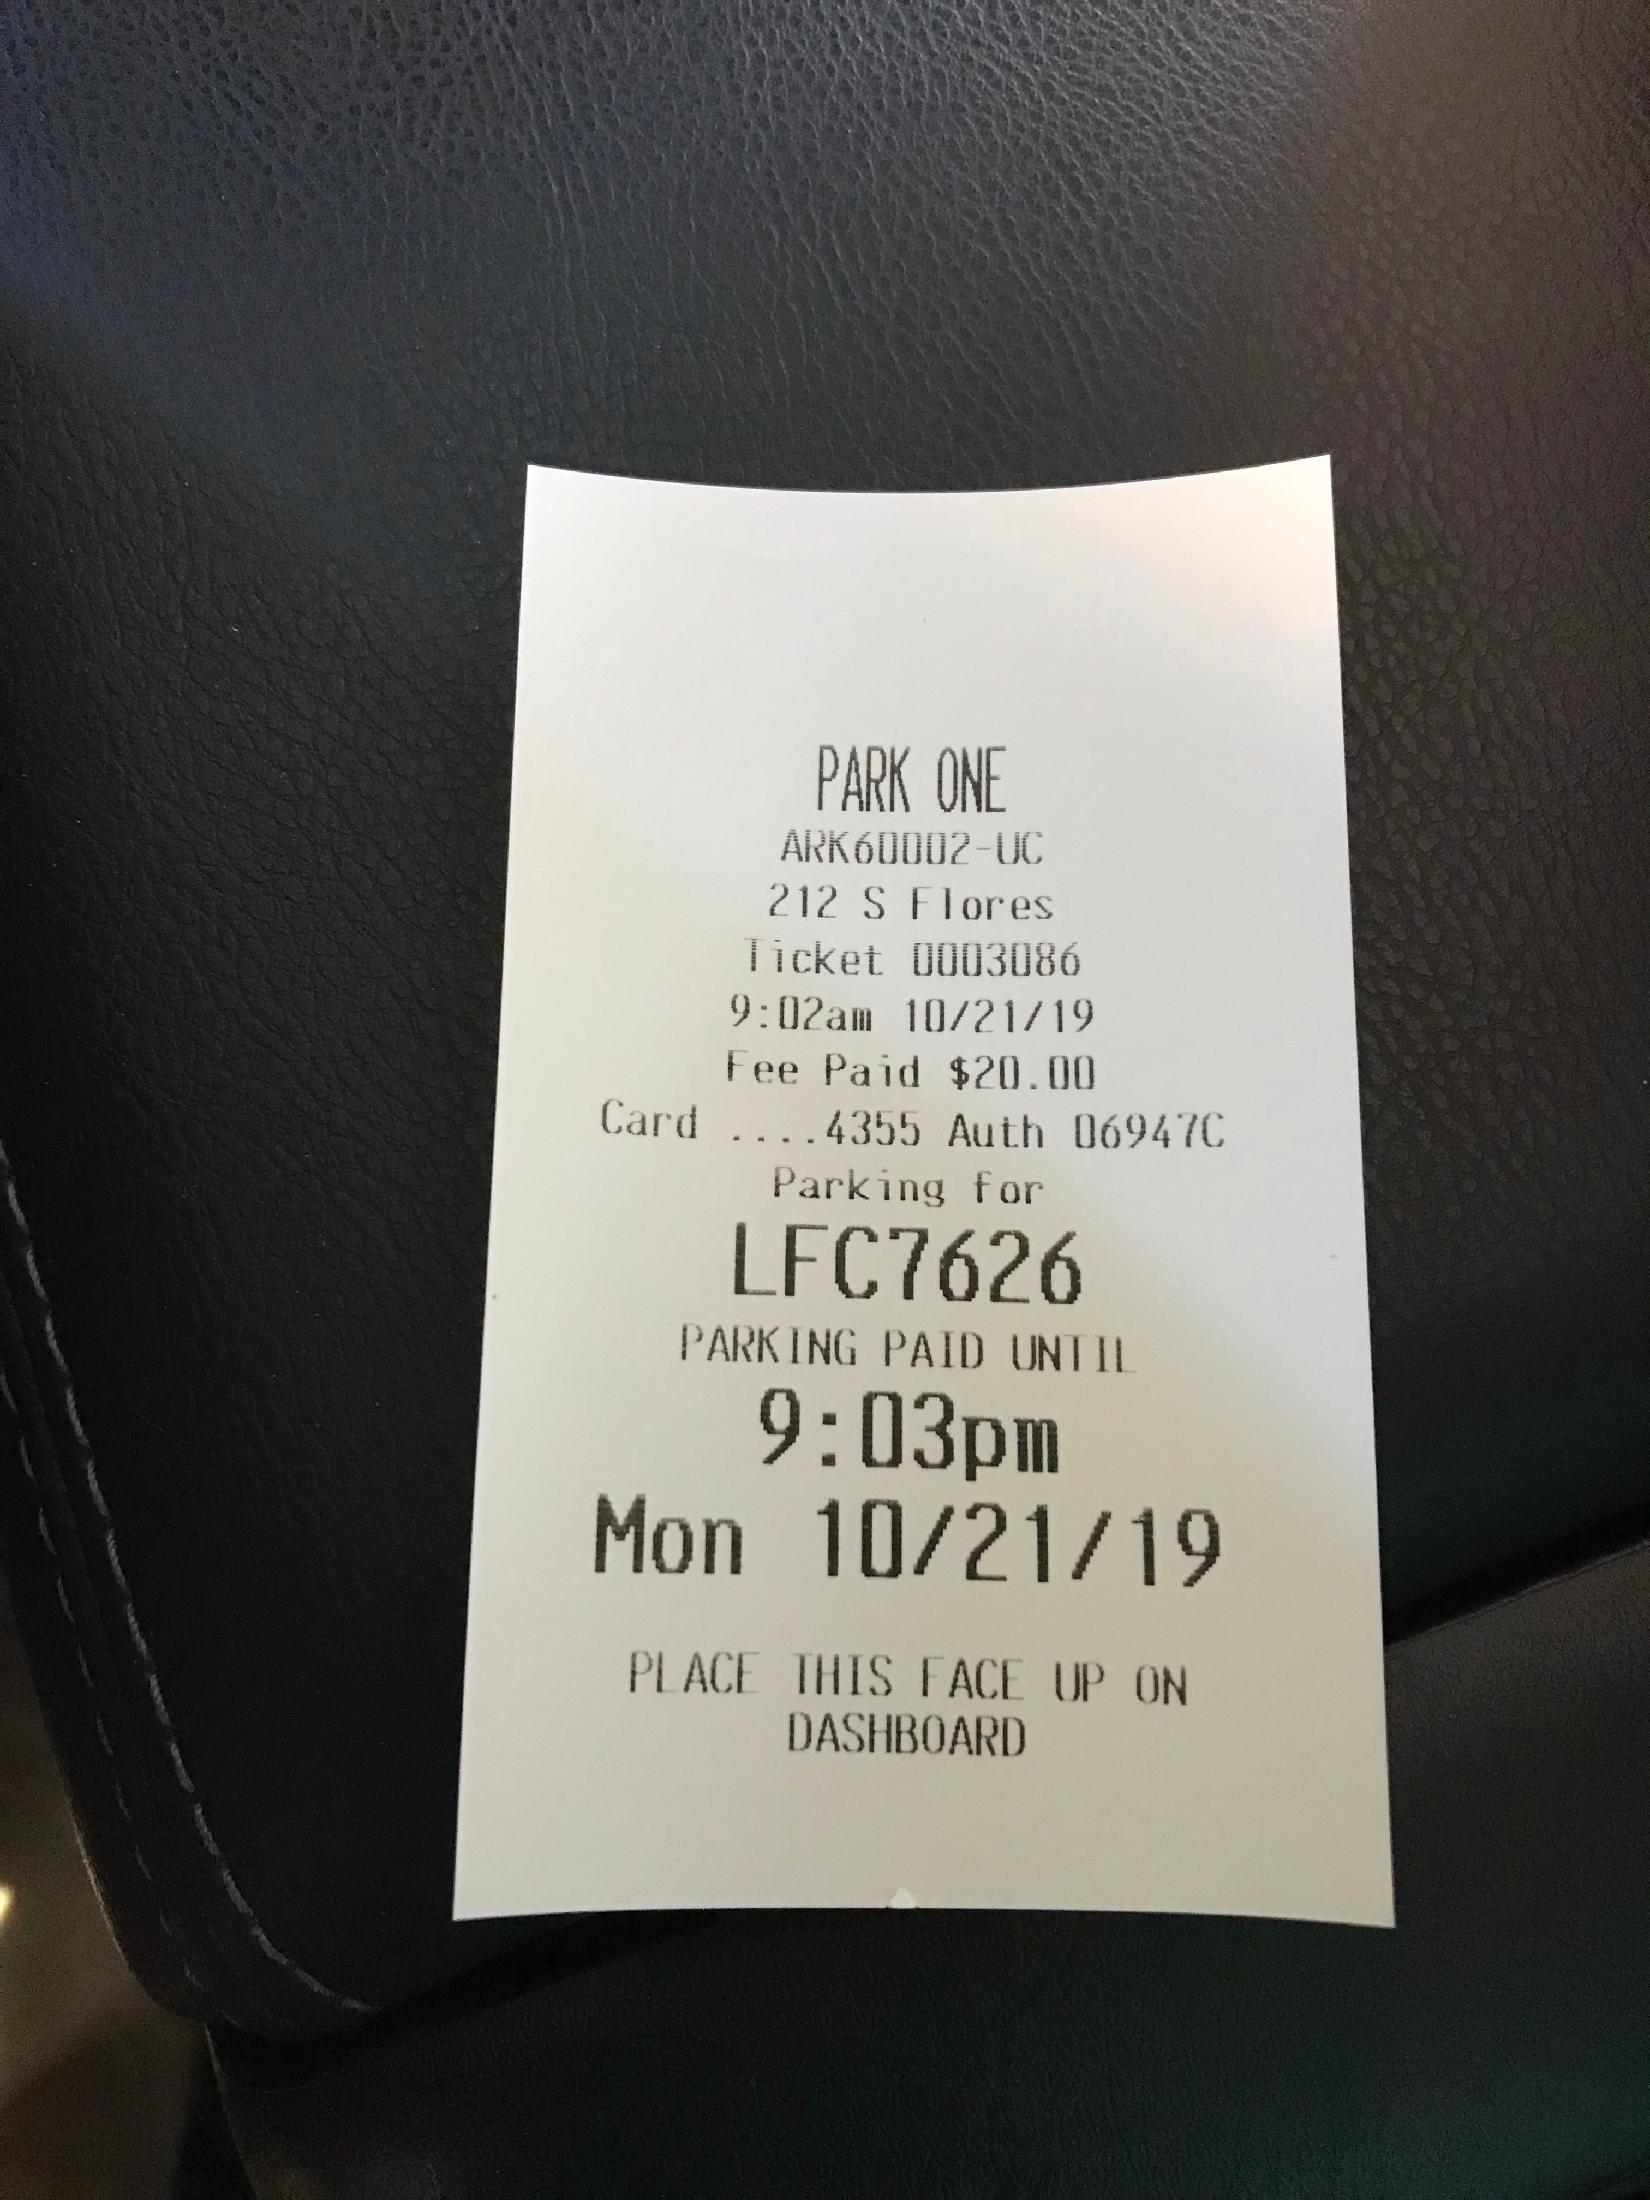 PARK ONE
ARK60002-UC
212 S Flores
Ticket 0003086
9:02am 10/21/19
Fee Paid $20.00
Card ....4355 Auth 06947C
Parking for
LFC7626
PARKING PAID UNTIL
9:03pm
Mon 10/21/19
PLACE THIS FACE UP ON
DASHBOARD